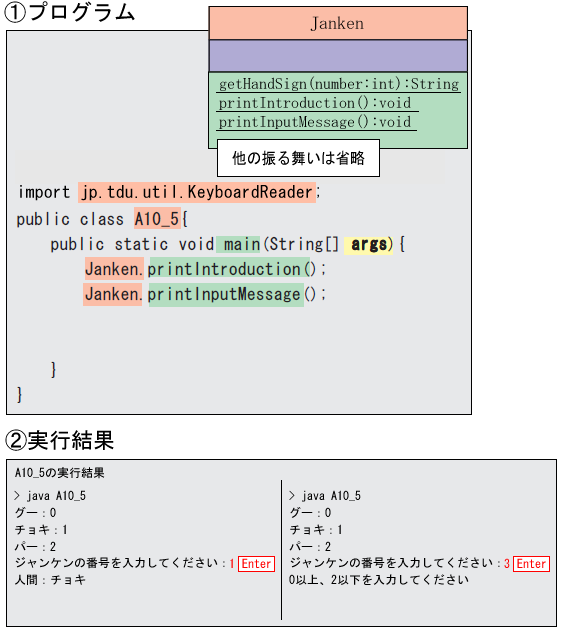 ①プログラム
Janken
getHandSign(number:int):String
printIntroduction():void
printInputMessage():void
他の振る舞いは省略
import jp.tdu.util.KeyboardReader;
public class A10_5{
public static void main(String[] args){
Janken.printIntroduction();
Janken.printInputMessage();
}
}
②実行結果
A10_5の実行結果
> java A10_5
グー：0
チョキ：1
パー：2
ジャンケンの番号を入力してください：1 Enter
人間：チョキ
> java A10_5
グー：0
チョキ：1
パー：2
ジャンケンの番号を入力してください：3 Enter
0以上、2以下を入力してください